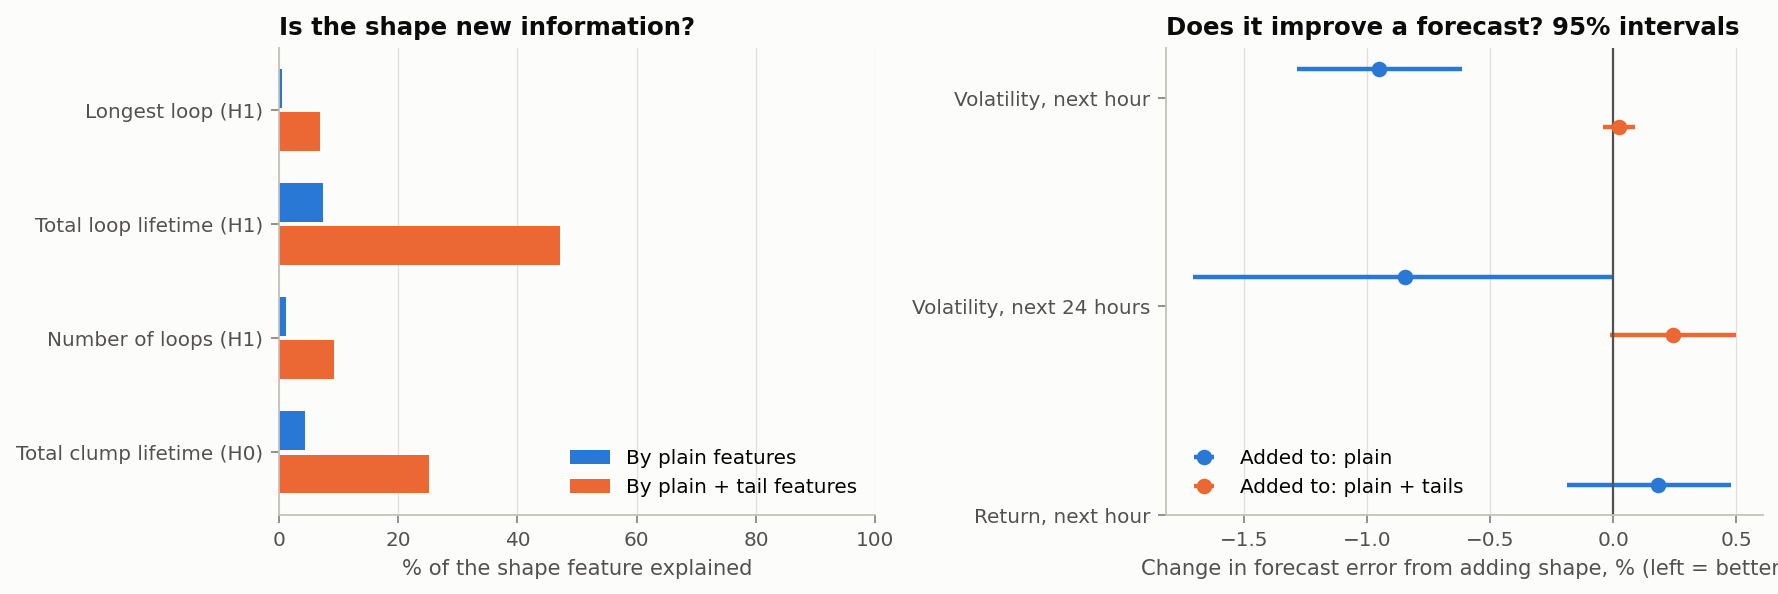 Is the shape new information?
Longest loop (H1)
Total loop lifetime (H1)
Number of loops (H1)
Total clump lifetime (H0)
By plain features
By plain + tail features
0 20 40 60 80 100
% of the shape feature explained
Does it improve a forecast? 95% intervals
Volatility, next hour
Volatility, next 24 hours
Return, next hour
Added to: plain
Added to: plain + tails
−1.5 −1.0 −0.5 0.0 0.5
Change in forecast error from adding shape, % (left = better